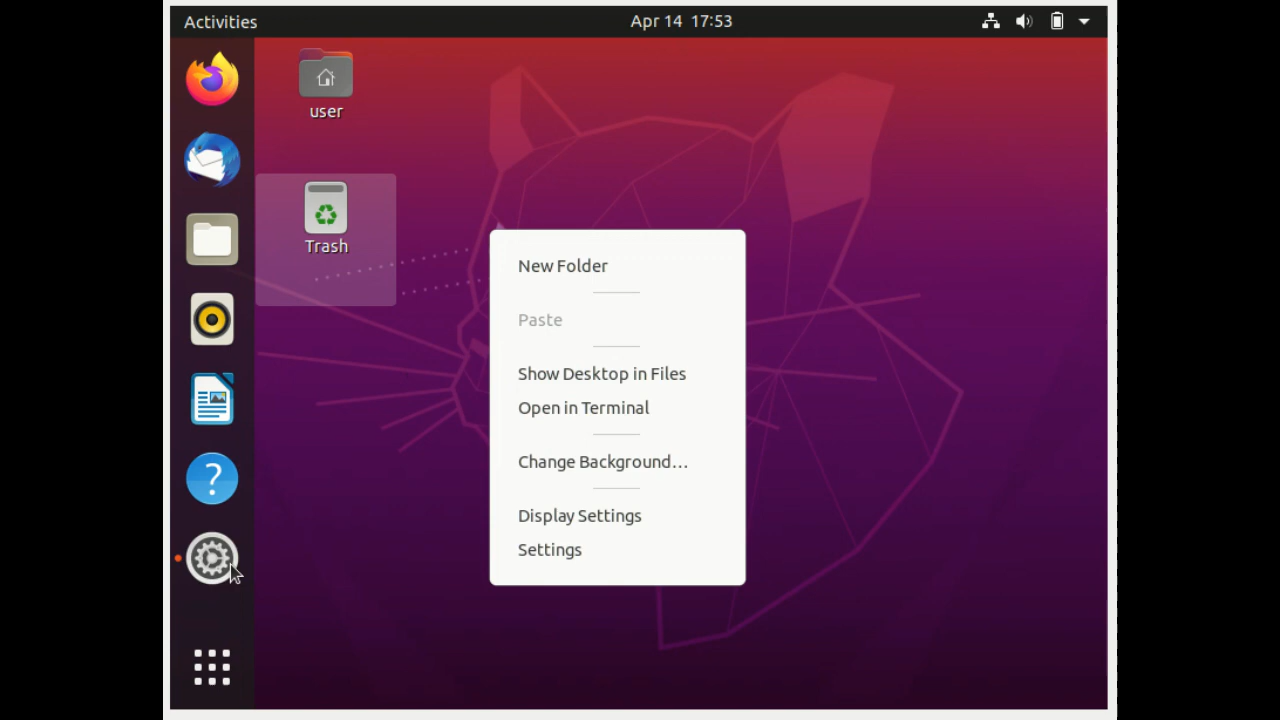 Activities
Apr 14 17:53
user
Trash
New Folder
Paste
Show Desktop in Files
Open in Terminal
Change Background...
Display Settings
Settings